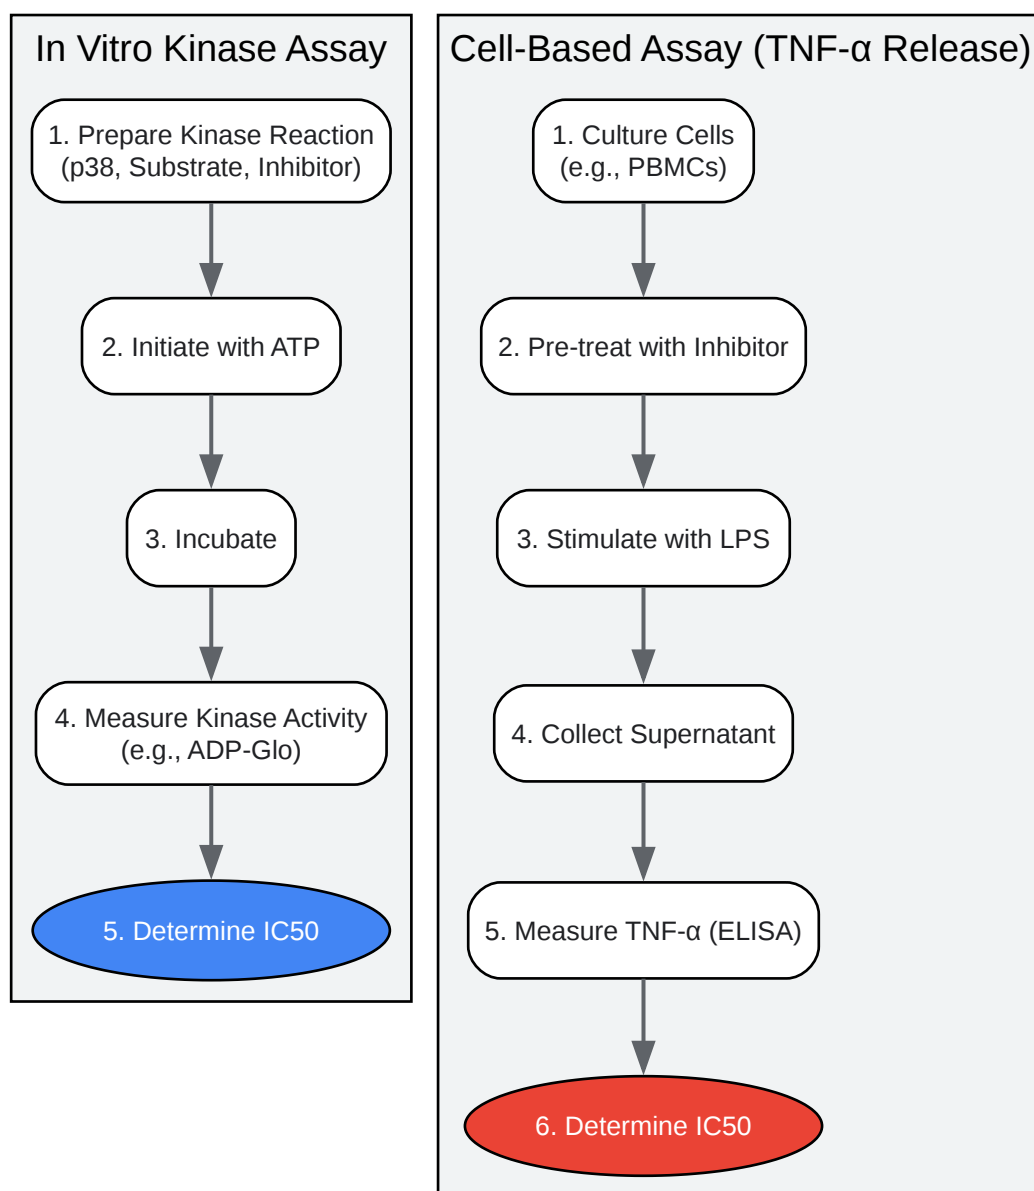 In Vitro Kinase Assay
1. Prepare Kinase Reaction
(p38, Substrate, Inhibitor)
2. Initiate with ATP
3. Incubate
4. Measure Kinase Activity
(e.g., ADP-Glo)
5. Determine IC50
Cell-Based Assay (TNF-α Release)
1. Culture Cells
(e.g., PBMCs)
2. Pre-treat with Inhibitor
3. Stimulate with LPS
4. Collect Supernatant
5. Measure TNF-α (ELISA)
6. Determine IC50